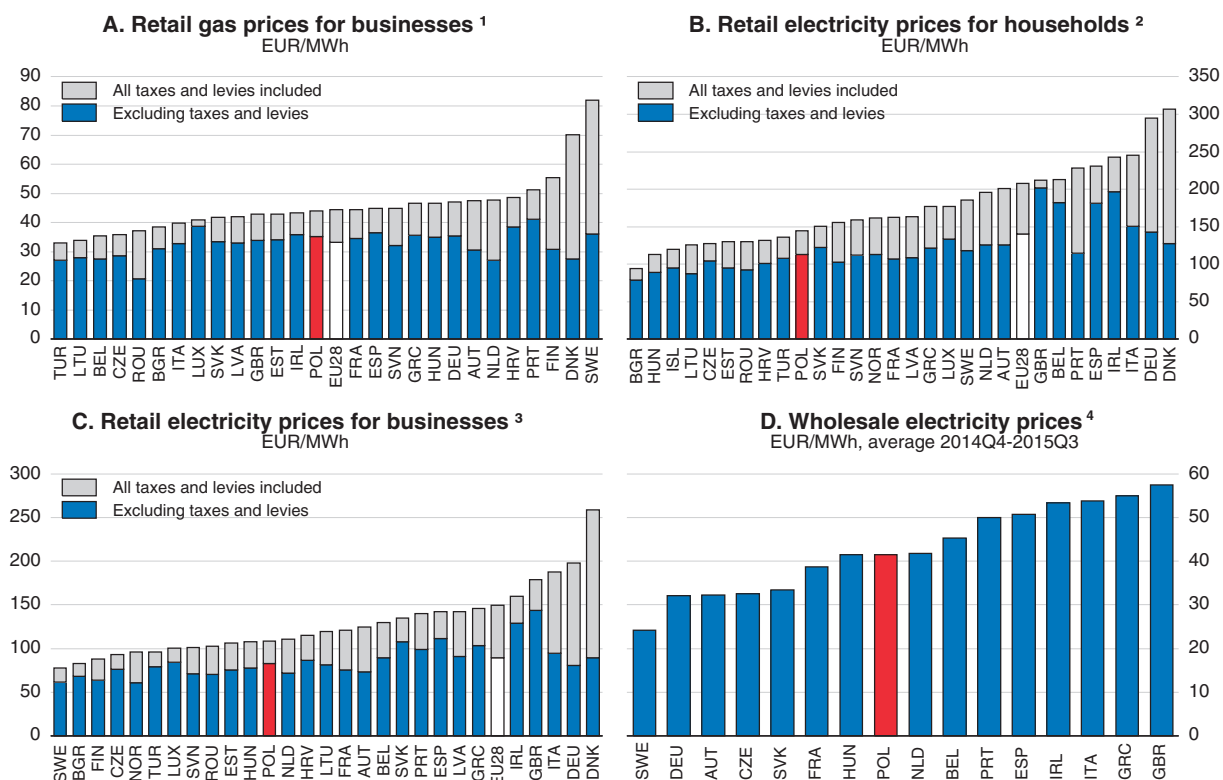 A. Retail gas prices for businesses ¹
EUR/MWh
90
80
70
60
50
40
30
20
10
0
All taxes and levies included
Excluding taxes and levies
TUR LTU BEL CZE ROU BGR ITA LUX SVK LVA GBR EST IRL POL EU28 FRA ESP SVN GRC HUN DEU AUT NLD HRV PRT FIN DNK SWE
B. Retail electricity prices for households ²
EUR/MWh
350
300
250
200
150
100
50
0
All taxes and levies included
Excluding taxes and levies
BGR HUN ISL LTU CZE EST ROU HRV TUR POL SVK FIN SVN NOR FRA LVA GRC LUX SWE NLD AUT EU28 GBR BEL PRT ESP IRL ITA DEU DNK
C. Retail electricity prices for businesses ³
EUR/MWh
300
250
200
150
100
50
0
All taxes and levies included
Excluding taxes and levies
SWE BGR FIN CZE NOR TUR LUX SVN ROU EST HUN POL NLD HRV LTU FRA AUT BEL SVK PRT ESP LVA GRC EU28 IRL GBR ITA DEU DNK
D. Wholesale electricity prices ⁴
EUR/MWh, average 2014Q4-2015Q3
60
50
40
30
20
10
0
SWE DEU AUT CZE SVK FRA HUN POL NLD BEL PRT ESP IRL ITA GRC GBR